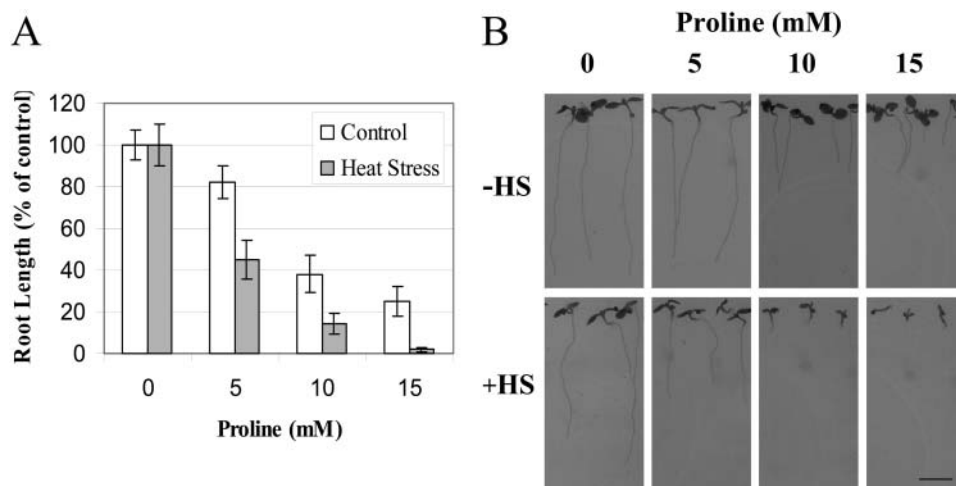 A
Root Length (% of control)
120
100
80
60
40
20
0
Control
Heat Stress
0 5 10 15
Proline (mM)
B
Proline (mM)
0 5 10 15
-HS
+HS